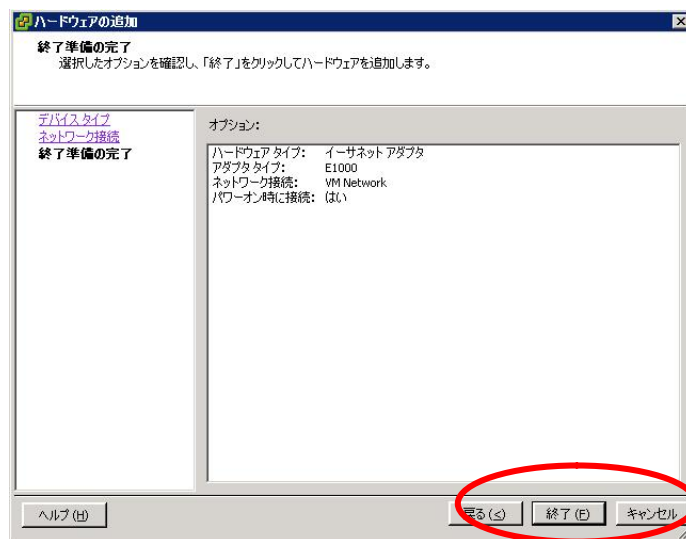 ハードウェアの追加
終了準備の完了
選択したオプションを確認し、「終了」をクリックしてハードウェアを追加します。
デバイス タイプ
ネットワーク接続
終了準備の完了
オプション:
ハードウェア タイプ: イーサネット アダプタ
アダプタ タイプ: E1000
ネットワーク接続: VM Network
パワーオン時に接続: はい
ヘルプ(H)
戻る(≤)
終了(F)
キャンセル